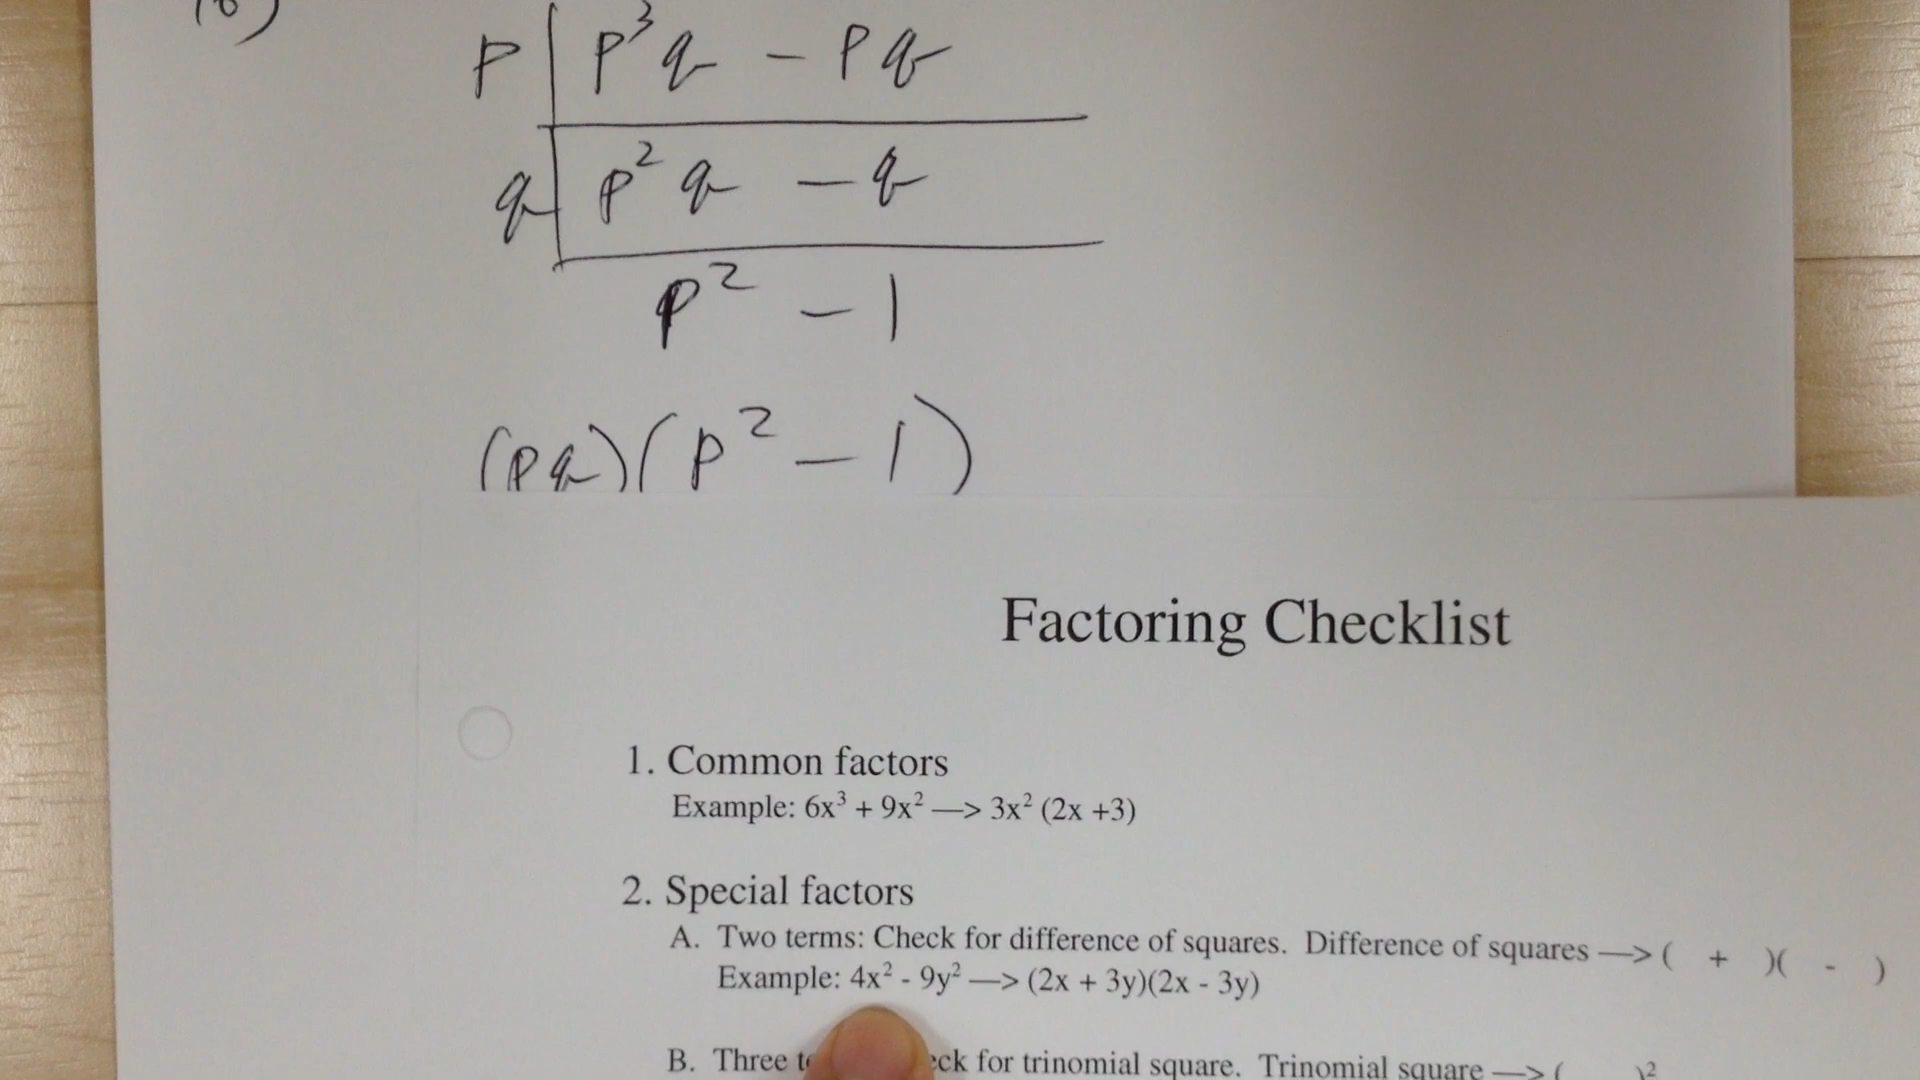 p p³q - pq
q p²q - q
p² - 1
(pq)(p² - 1)
Factoring Checklist
1. Common factors
Example: 6x³ + 9x² —> 3x² (2x +3)
2. Special factors
A. Two terms: Check for difference of squares. Difference of squares —> ( + )( - )
Example: 4x² - 9y² —> (2x + 3y)(2x - 3y)
B. Three for trinomial square. Trinomial square —> ( )²